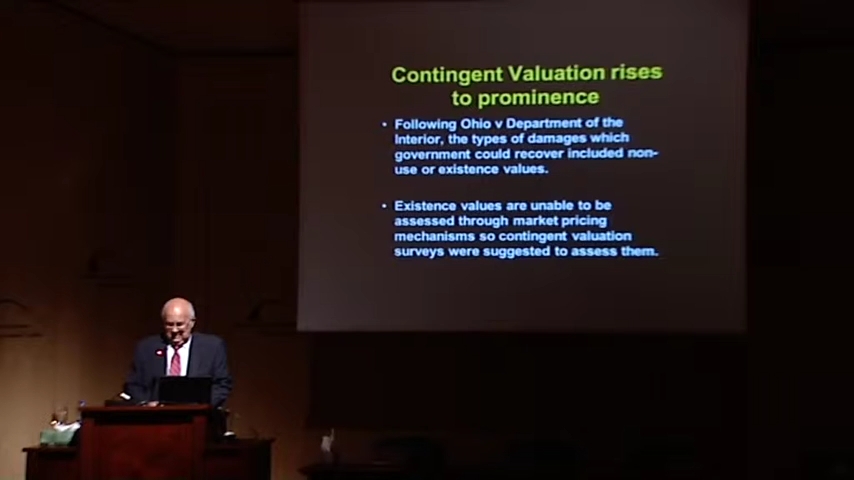 Contingent Valuation rises
to prominence
• Following Ohio v Department of the
Interior, the types of damages which
government could recover included non-
use or existence values.
• Existence values are unable to be
assessed through market pricing
mechanisms so contingent valuation
surveys were suggested to assess them.